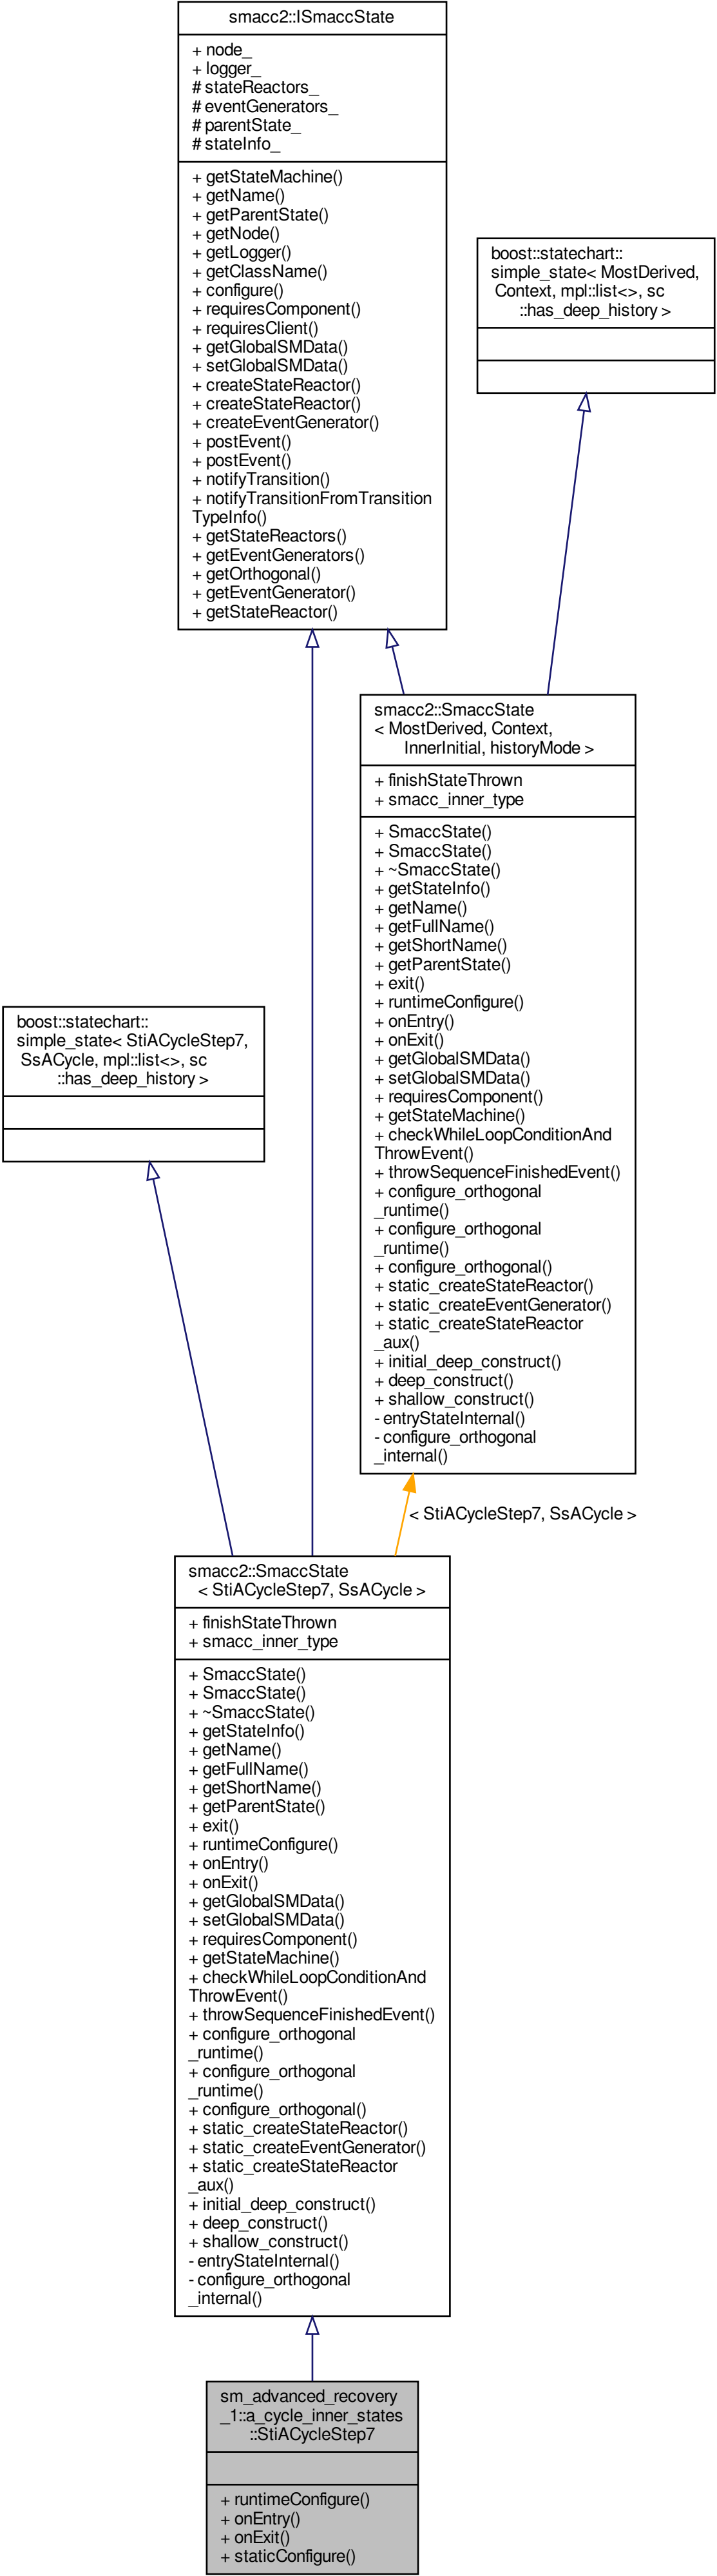 smacc2::ISmaccState
+ node_
+ logger_
# stateReactors_
# eventGenerators_
# parentState_
# stateInfo_
+ getStateMachine()
+ getName()
+ getParentState()
+ getNode()
+ getLogger()
+ getClassName()
+ configure()
+ requiresComponent()
+ requiresClient()
+ getGlobalSMData()
+ setGlobalSMData()
+ createStateReactor()
+ createStateReactor()
+ createEventGenerator()
+ postEvent()
+ postEvent()
+ notifyTransition()
+ notifyTransitionFromTransition
TypeInfo()
+ getStateReactors()
+ getEventGenerators()
+ getOrthogonal()
+ getEventGenerator()
+ getStateReactor()
boost::statechart::
simple_state< MostDerived,
Context, mpl::list<>, sc
::has_deep_history >
smacc2::SmaccState
< MostDerived, Context,
InnerInitial, historyMode >
+ finishStateThrown
+ smacc_inner_type
+ SmaccState()
+ SmaccState()
+ ~SmaccState()
+ getStateInfo()
+ getName()
+ getFullName()
+ getShortName()
+ getParentState()
+ exit()
+ runtimeConfigure()
+ onEntry()
+ onExit()
+ getGlobalSMData()
+ setGlobalSMData()
+ requiresComponent()
+ getStateMachine()
+ checkWhileLoopConditionAnd
ThrowEvent()
+ throwSequenceFinishedEvent()
+ configure_orthogonal
_runtime()
+ configure_orthogonal
_runtime()
+ configure_orthogonal()
+ static_createStateReactor()
+ static_createEventGenerator()
+ static_createStateReactor
_aux()
+ initial_deep_construct()
+ deep_construct()
+ shallow_construct()
- entryStateInternal()
- configure_orthogonal
_internal()
boost::statechart::
simple_state< StiACycleStep7,
SsACycle, mpl::list<>, sc
::has_deep_history >
< StiACycleStep7, SsACycle >
smacc2::SmaccState
< StiACycleStep7, SsACycle >
+ finishStateThrown
+ smacc_inner_type
+ SmaccState()
+ SmaccState()
+ ~SmaccState()
+ getStateInfo()
+ getName()
+ getFullName()
+ getShortName()
+ getParentState()
+ exit()
+ runtimeConfigure()
+ onEntry()
+ onExit()
+ getGlobalSMData()
+ setGlobalSMData()
+ requiresComponent()
+ getStateMachine()
+ checkWhileLoopConditionAnd
ThrowEvent()
+ throwSequenceFinishedEvent()
+ configure_orthogonal
_runtime()
+ configure_orthogonal
_runtime()
+ configure_orthogonal()
+ static_createStateReactor()
+ static_createEventGenerator()
+ static_createStateReactor
_aux()
+ initial_deep_construct()
+ deep_construct()
+ shallow_construct()
- entryStateInternal()
- configure_orthogonal
_internal()
sm_advanced_recovery
_1::a_cycle_inner_states
::StiACycleStep7
+ runtimeConfigure()
+ onEntry()
+ onExit()
+ staticConfigure()